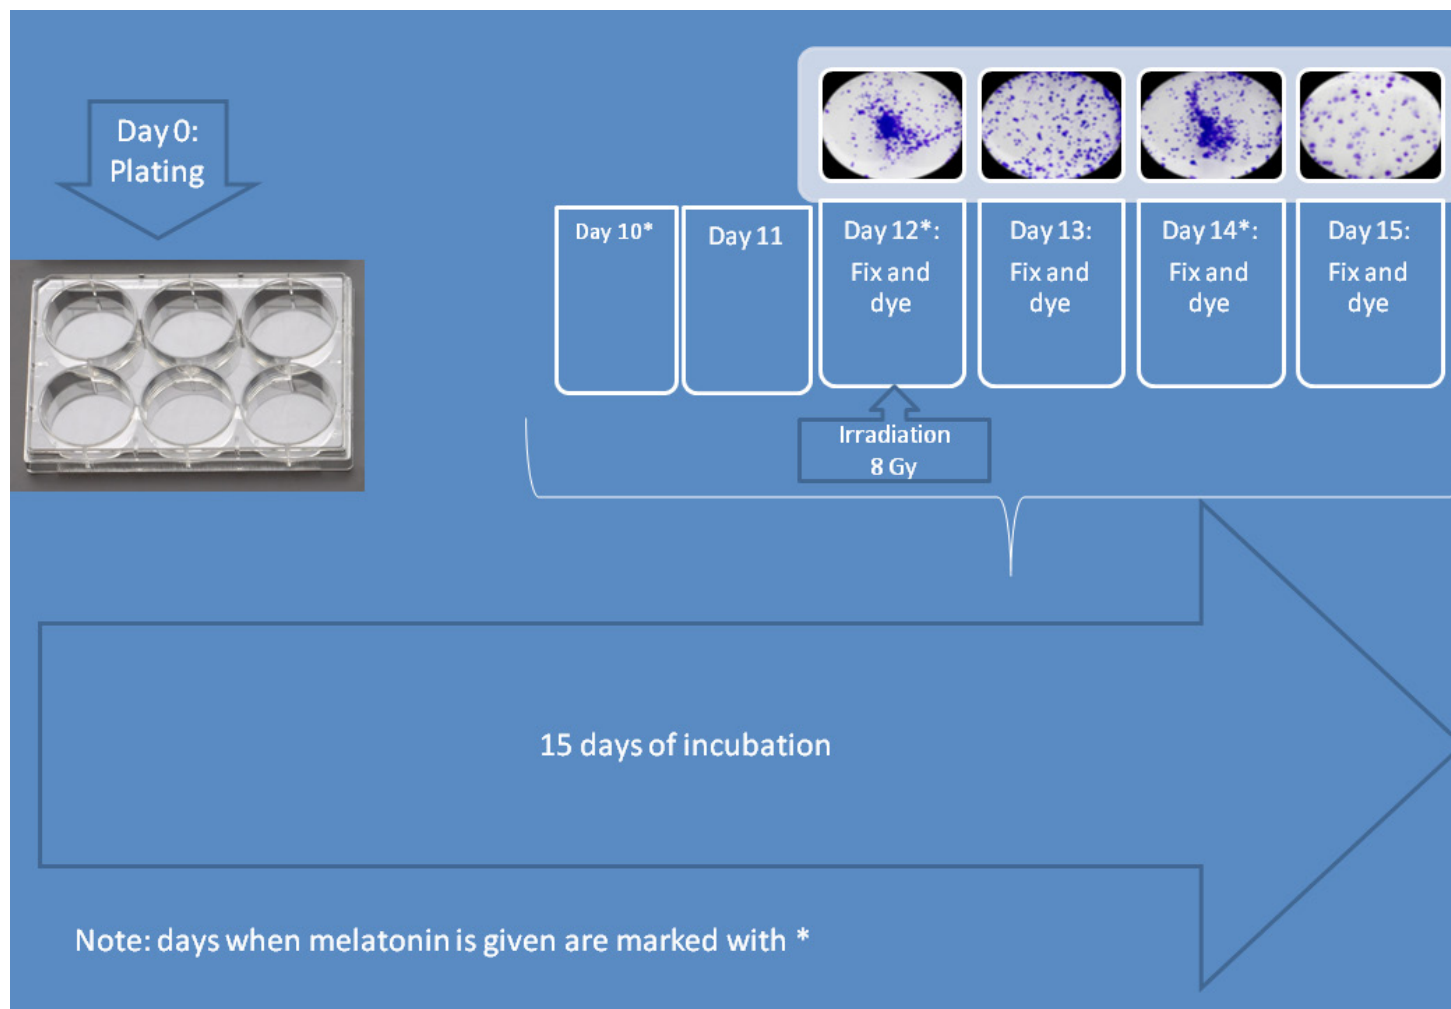 Day 0:
Plating
Day 10*
Day 11
Day 12*:
Fix and
dye
Day 13:
Fix and
dye
Day 14*:
Fix and
dye
Day 15:
Fix and
dye
Irradiation
8 Gy
15 days of incubation
Note: days when melatonin is given are marked with *